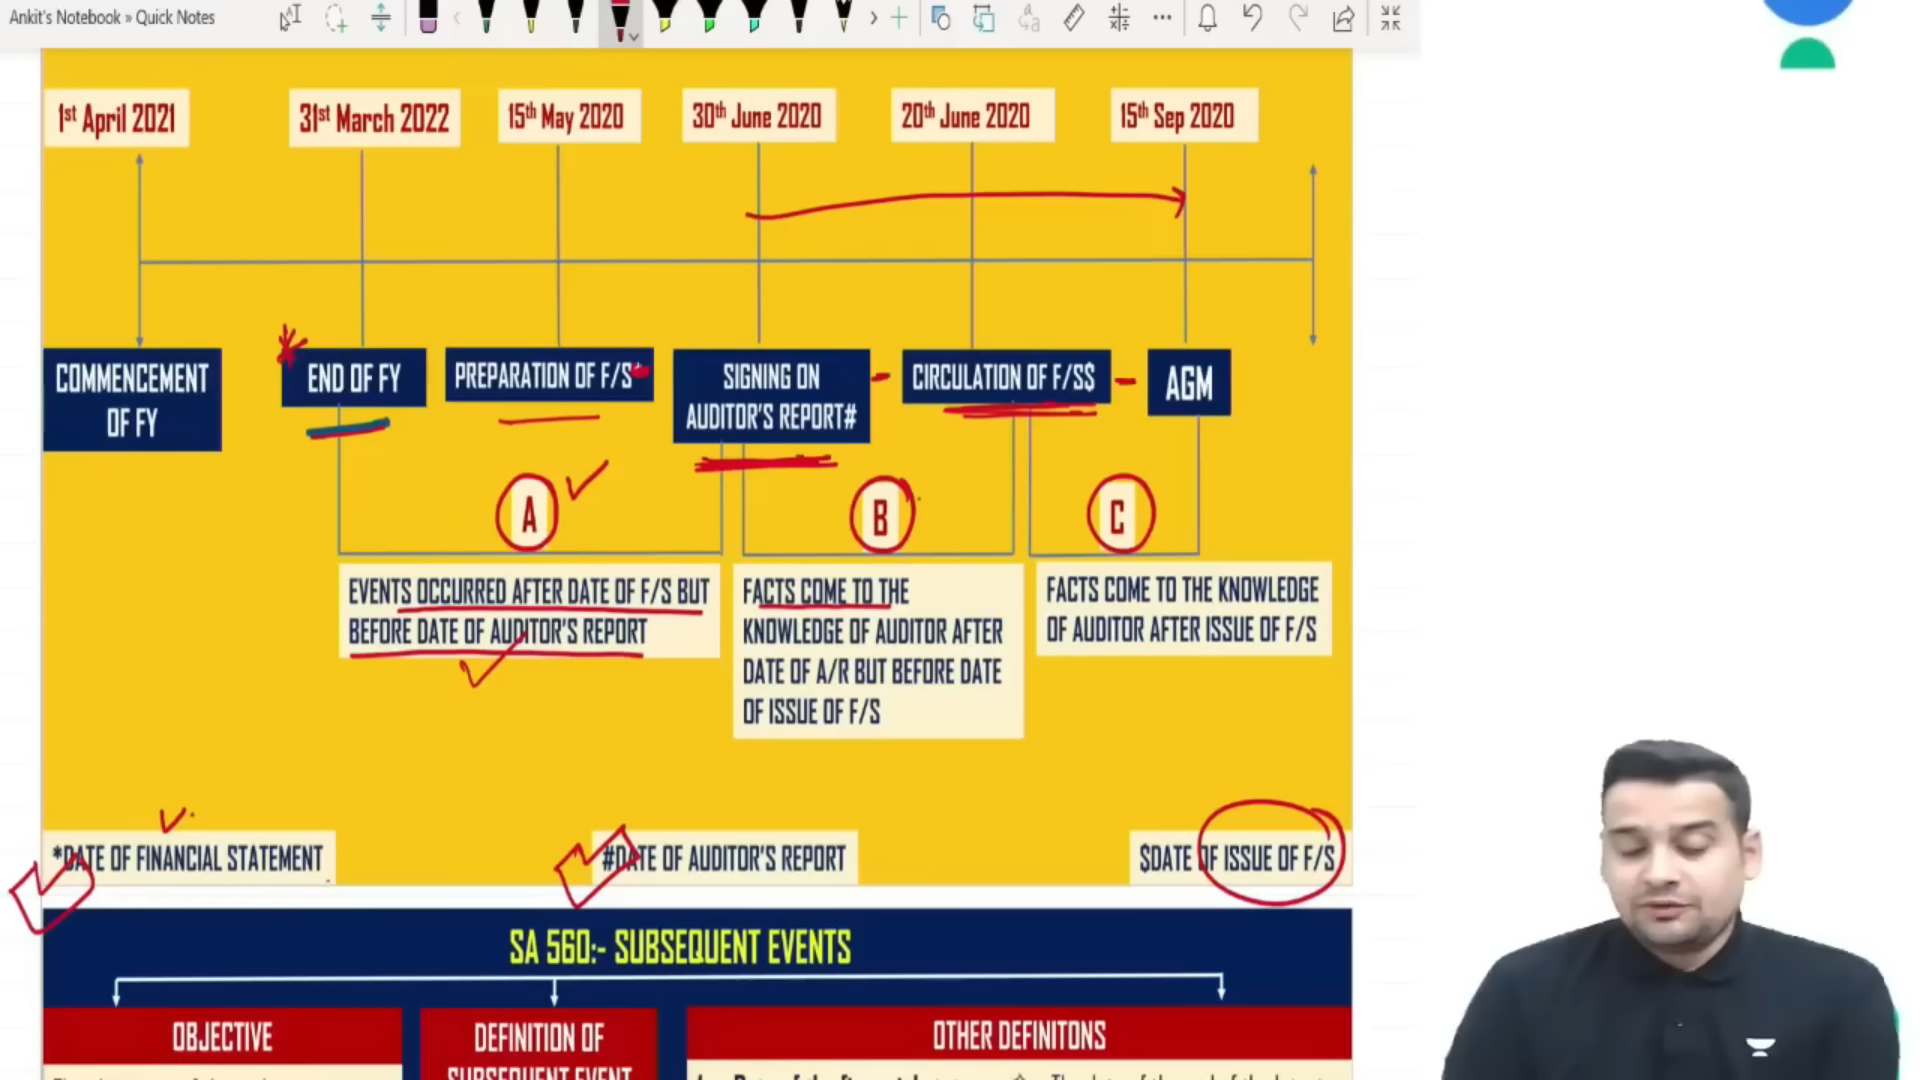 Ankit's Notebook » Quick Notes
1st April 2021
31st March 2022
15th May 2020
30th June 2020
20th June 2020
15th Sep 2020
COMMENCEMENT
OF FY
END OF FY
PREPARATION OF F/S
SIGNING ON
AUDITOR'S REPORT#
CIRCULATION OF F/S$
AGM
A
B
C
EVENTS OCCURRED AFTER DATE OF F/S BUT
BEFORE DATE OF AUDITOR'S REPORT
FACTS COME TO THE
KNOWLEDGE OF AUDITOR AFTER
DATE OF A/R BUT BEFORE DATE
OF ISSUE OF F/S
FACTS COME TO THE KNOWLEDGE
OF AUDITOR AFTER ISSUE OF F/S
*DATE OF FINANCIAL STATEMENT
#DATE OF AUDITOR'S REPORT
$DATE OF ISSUE OF F/S
SA 560:- SUBSEQUENT EVENTS
OBJECTIVE
DEFINITION OF
SUBSEQUENT EVENT
OTHER DEFINITONS